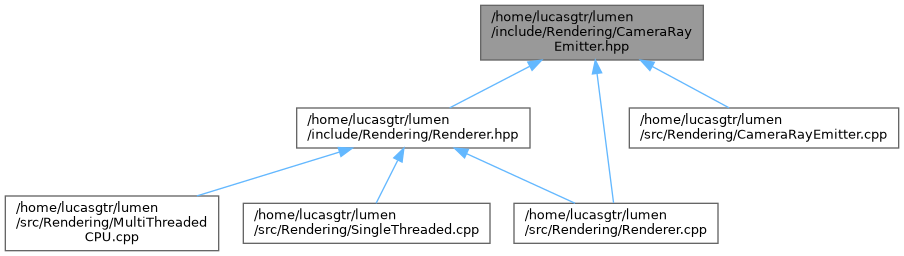 /home/lucasgtr/lumen
/include/Rendering/CameraRay
Emitter.hpp
/home/lucasgtr/lumen
/include/Rendering/Renderer.hpp
/home/lucasgtr/lumen
/src/Rendering/CameraRayEmitter.cpp
/home/lucasgtr/lumen
/src/Rendering/MultiThreaded
CPU.cpp
/home/lucasgtr/lumen
/src/Rendering/SingleThreaded.cpp
/home/lucasgtr/lumen
/src/Rendering/Renderer.cpp